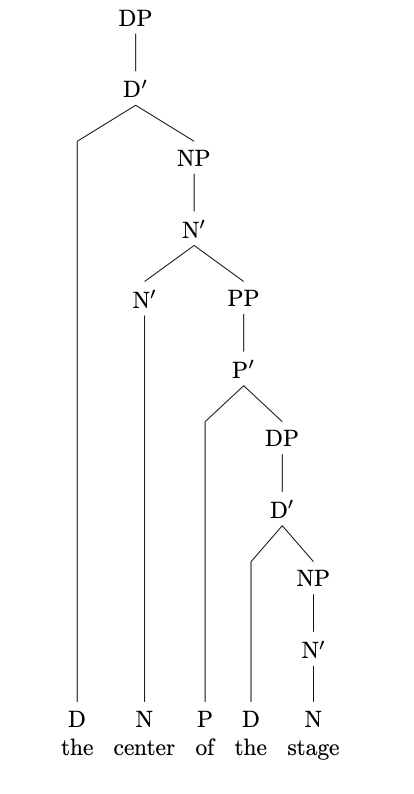 DP
D′
NP
N′
N′ PP
P′
DP
D′
NP
N′
D N P D N
the center of the stage